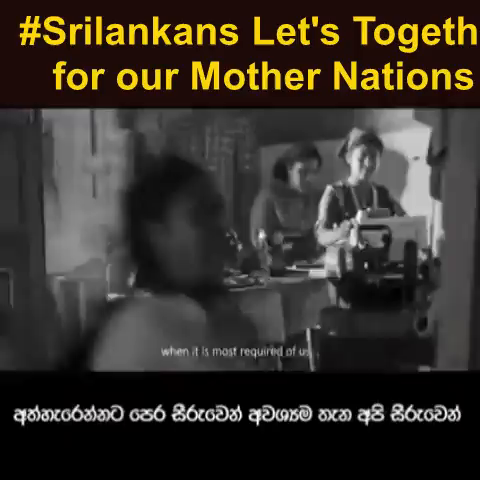 #Srilankans Let's Togeth
for our Mother Nations
when it is most required of us
අත්හැරෙන්නට පෙර සීරුවෙන් අවශ්‍යම තැන අපි සීරුවෙන්